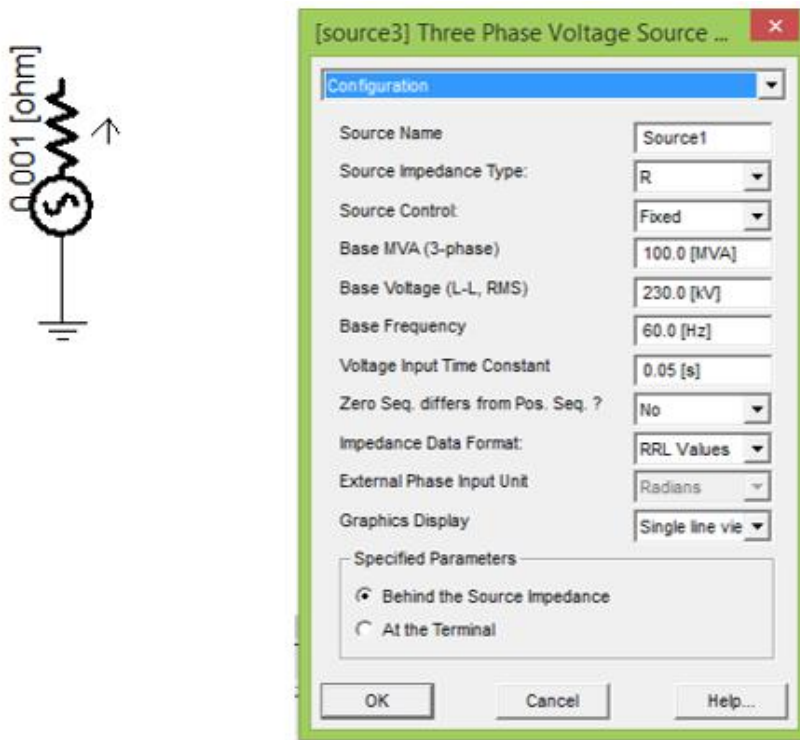 0.001 [ohm]
[source3] Three Phase Voltage Source ...
Configuration
Source Name Source1
Source Impedance Type: R
Source Control: Fixed
Base MVA (3-phase) 100.0 [MVA]
Base Voltage (L-L, RMS) 230.0 [kV]
Base Frequency 60.0 [Hz]
Voltage Input Time Constant 0.05 [s]
Zero Seq. differs from Pos. Seq. ? No
Impedance Data Format: RRL Values
External Phase Input Unit Radians
Graphics Display Single line vie
Specified Parameters
Behind the Source Impedance
At the Terminal
OK Cancel Help...